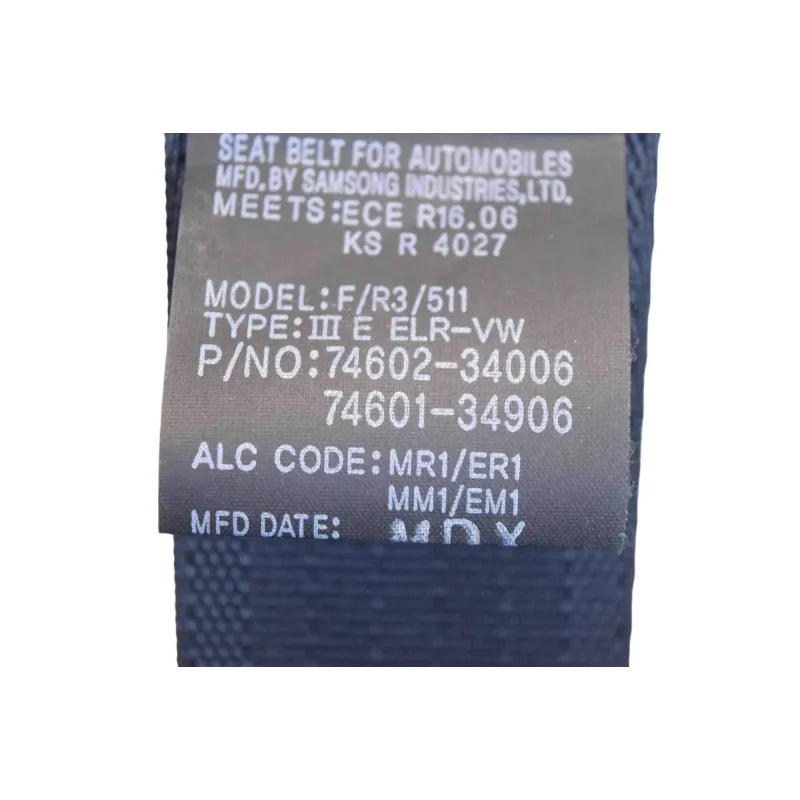 SEAT BELT FOR AUTOMOBILES
MFD.BY SAMSONG INDUSTRIES,LTD.
MEETS:ECE R16.06
KS R 4027
MODEL:F/R3/511
TYPE:III E ELR-VW
P/NO:74602-34006
74601-34906
ALC CODE:MR1/ER1
MM1/EM1
MFD DATE: